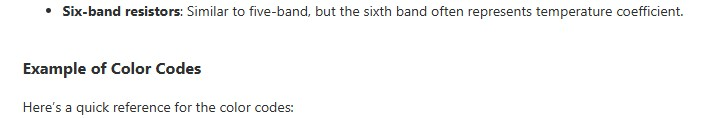 • Six-band resistors: Similar to five-band, but the sixth band often represents temperature coefficient.
Example of Color Codes
Here's a quick reference for the color codes: